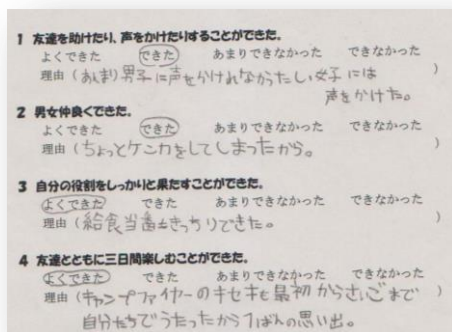 1 友達を助けたり、声をかけたりすることができた。
よくできた できた あまりできなかった できなかった
理由(あんまり男子に声をかけれなかったしい女子には )
声をかけた。
2 男女仲良くできた。
よくできた できた あまりできなかった できなかった
理由(ちょっとケンカをしてしまったから。 )
3 自分の役割をしっかりと果たすことができた。
よくできた できた あまりできなかった できなかった
理由(給食当番もきっちりできた。 )
4 友達とともに三日間楽しむことができた。
よくできた できた あまりできなかった できなかった
理由(キャンプファイヤーのキセキも最初からさいごまで )
自分たちでうたったから1ばんの思い出。